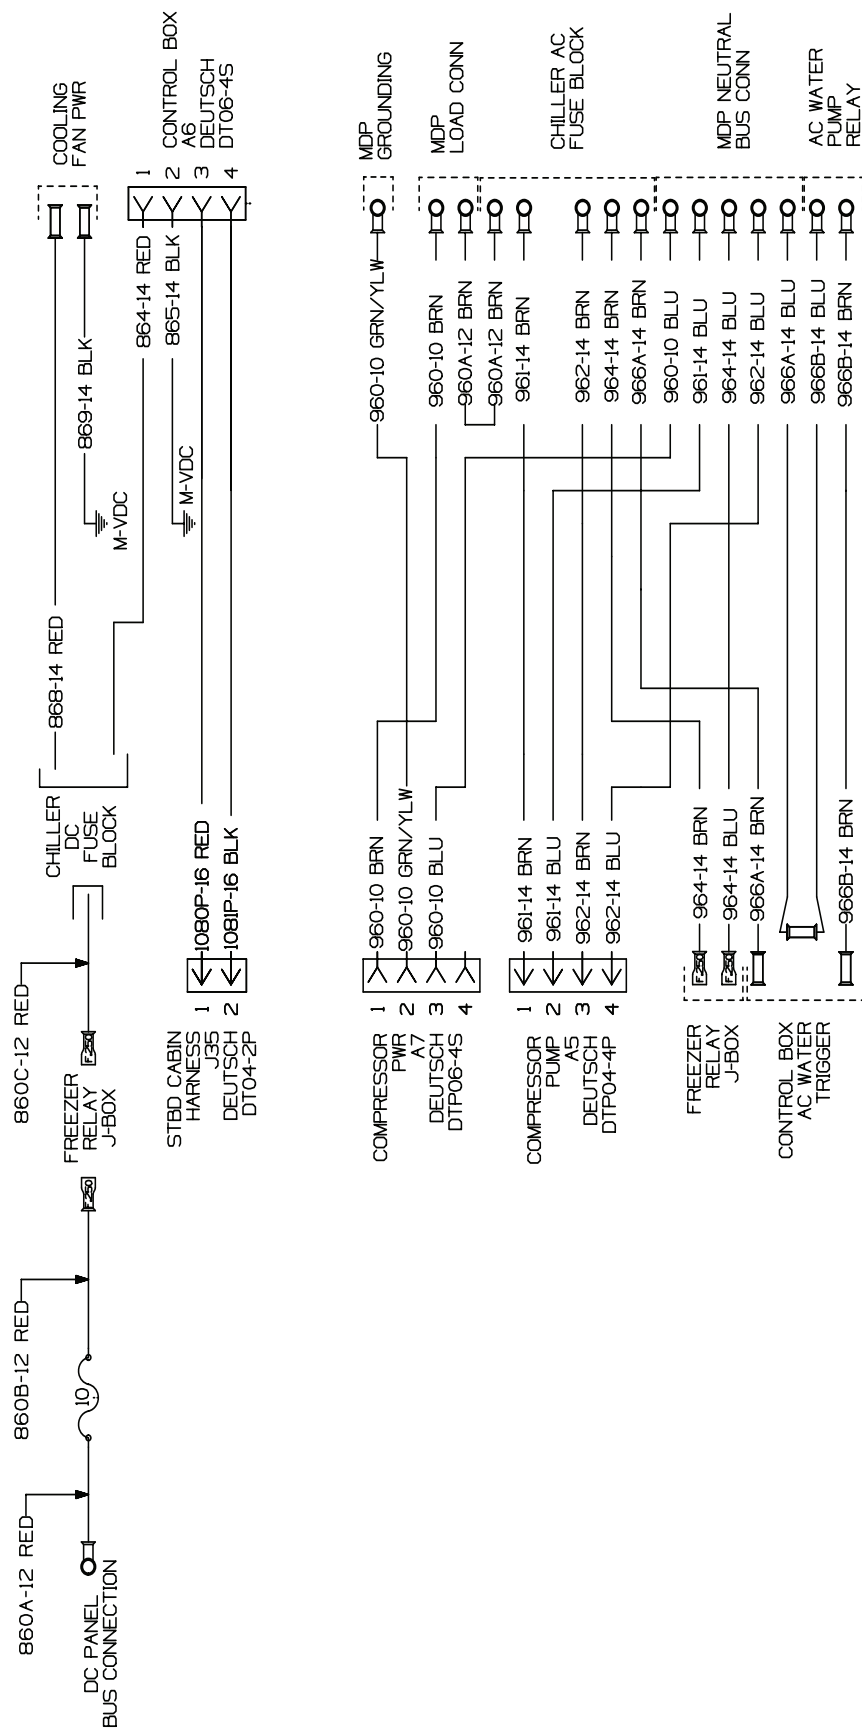 COOLING
FAN PWR
1
2
3
4
CONTROL BOX
A6
DEUTSCH
DT06-4S
868-14 RED
869-14 BLK
M-VDC
864-14 RED
865-14 BLK
M-VDC
CHILLER
DC
FUSE
BLOCK
860C-12 RED
F250
FREEZER
RELAY
J-BOX
F250
860B-12 RED
10
860A-12 RED
DC PANEL
BUS CONNECTION
1080P-16 RED
1081P-16 BLK
1
2
STBD CABIN
HARNESS
J35
DEUTSCH
DT04-2P
MDP
GROUNDING
MDP
LOAD CONN
CHILLER AC
FUSE BLOCK
MDP NEUTRAL
BUS CONN
AC WATER
PUMP
RELAY
960-10 GRN/YLW
960-10 BRN
960A-12 BRN
960A-12 BRN
961-14 BRN
962-14 BRN
964-14 BRN
966A-14 BRN
960-10 BLU
961-14 BLU
964-14 BLU
962-14 BLU
966A-14 BLU
966B-14 BLU
966B-14 BRN
960-10 BRN
960-10 GRN/YLW
960-10 BLU
961-14 BRN
961-14 BLU
962-14 BRN
962-14 BLU
964-14 BRN
964-14 BLU
966A-14 BRN
966B-14 BRN
1
2
3
4
COMPRESSOR
PWR
A7
DEUTSCH
DTP06-4S
1
2
3
4
COMPRESSOR
PUMP
A5
DEUTSCH
DTP04-4P
F250
F250
FREEZER
RELAY
J-BOX
CONTROL BOX
AC WATER
TRIGGER